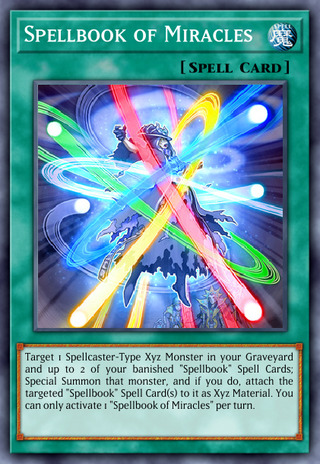 Spellbook of Miracles
魔
[Spell Card]
Target 1 Spellcaster-Type Xyz Monster in your Graveyard
and up to 2 of your banished "Spellbook" Spell Cards;
Special Summon that monster, and if you do, attach the
targeted "Spellbook" Spell Card(s) to it as Xyz Material. You
can only activate 1 "Spellbook of Miracles" per turn.